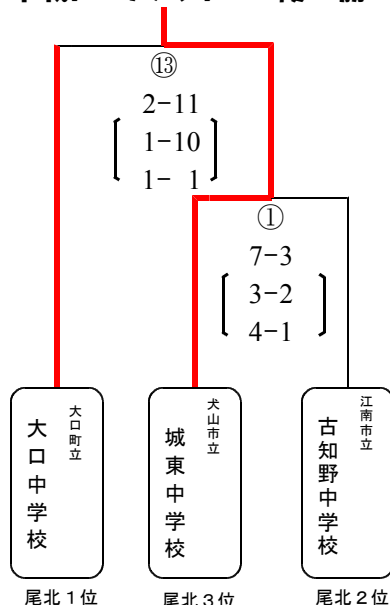 ⑬
2-11
1-10
1- 1
①
7-3
3-2
4-1
大口町立
大口中学校
犬山市立
城東中学校
江南市立
古知野中学校
尾北1位
尾北3位
尾北2位